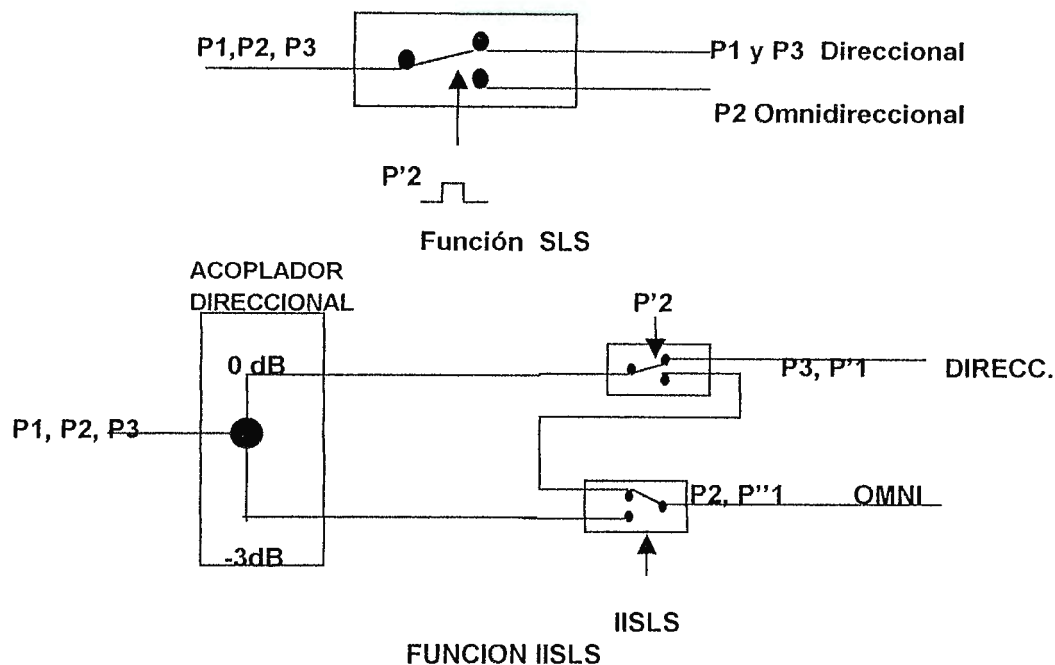 P1,P2, P3
P1 y P3 Direccional
P2 Omnidireccional
P'2
Función SLS
ACOPLADOR
DIRECCIONAL
P'2
0 dB
P3, P'1
DIRECC.
P1, P2, P3
P2, P''1
OMNI
-3dB
IISLS
FUNCION IISLS